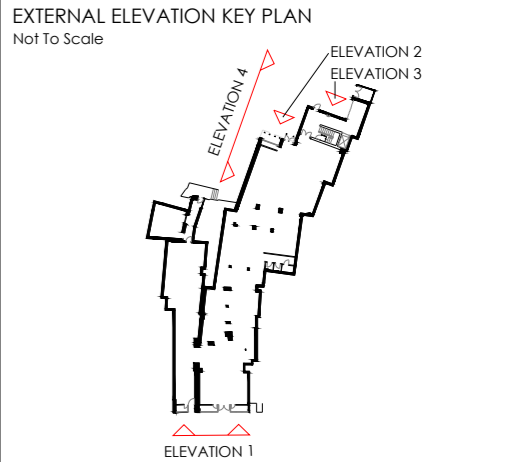 EXTERNAL ELEVATION KEY PLAN
Not To Scale
ELEVATION 2
ELEVATION 3
ELEVATION 4
ELEVATION 1